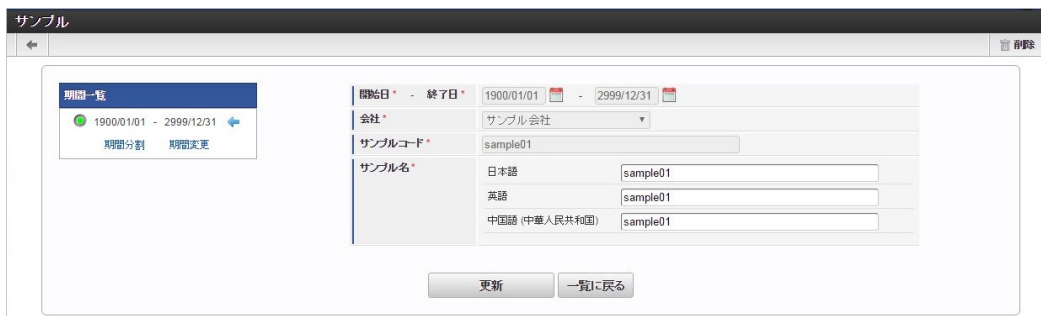 サンプル
削除
期間一覧
1900/01/01 - 2999/12/31
期間分割 期間変更
開始日* - 終了日* 1900/01/01 - 2999/12/31
会社* サンプル会社
サンプルコード* sample01
サンプル名* 日本語 sample01
英語 sample01
中国語 (中華人民共和国) sample01
更新 一覧に戻る